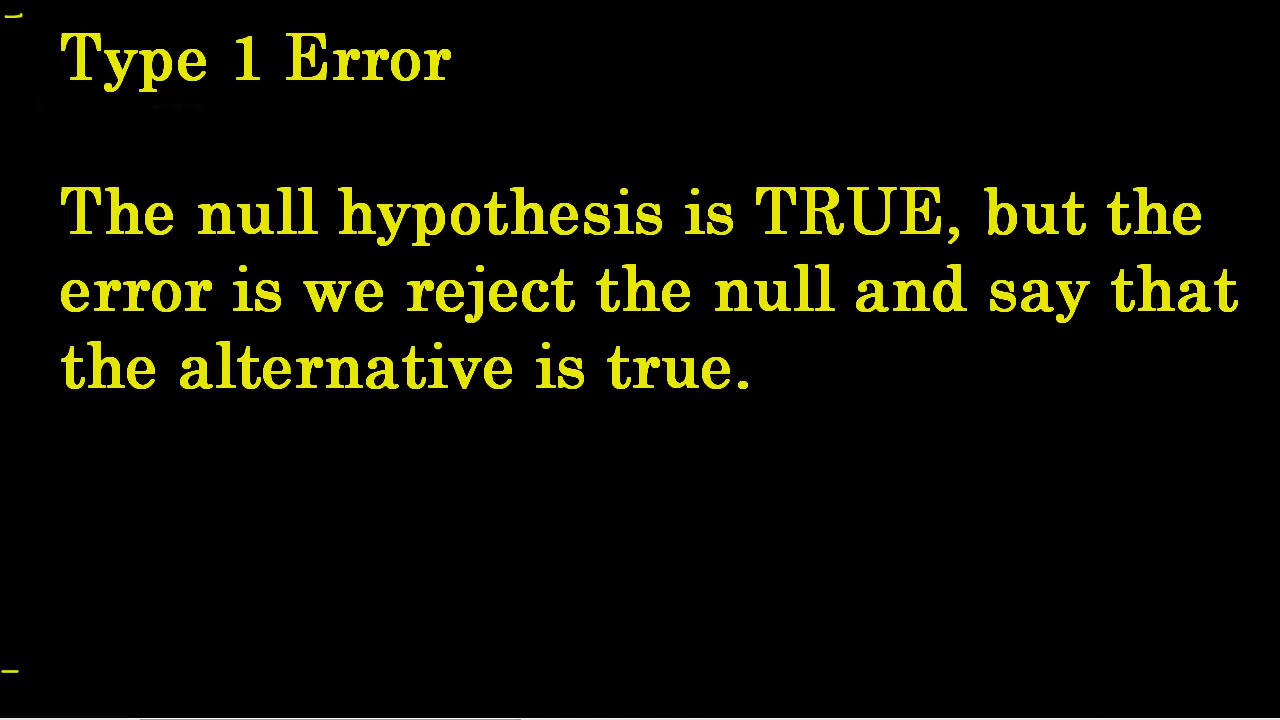 Type 1 Error
The null hypothesis is TRUE, but the
error is we reject the null and say that
the alternative is true.